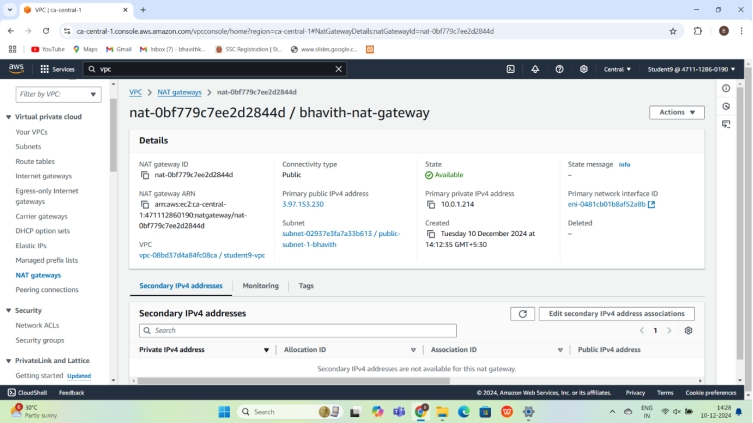 VPC | ca-central-1
ca-central-1.console.aws.amazon.com/vpcconsole/home?region=ca-central-1#NatGatewayDetails:natGatewayId=nat-0bf779c7ee2d2844d
YouTube
Maps
Gmail
Inbox (7) - bhavithk...
SSC Registration | St...
www.slides.google.c...
aws
Services
vpc
Central
Student9 @ 4711-1286-0190
Filter by VPC:
Virtual private cloud
Your VPCs
Subnets
Route tables
Internet gateways
Egress-only Internet
gateways
Carrier gateways
DHCP option sets
Elastic IPs
Managed prefix lists
NAT gateways
Peering connections
Security
Network ACLs
Security groups
PrivateLink and Lattice
Getting started Updated
VPC > NAT gateways > nat-0bf779c7ee2d2844d
nat-0bf779c7ee2d2844d / bhavith-nat-gateway
Actions
Details
NAT gateway ID
nat-0bf779c7ee2d2844d
Connectivity type
Public
State
Available
State message Info
–
NAT gateway ARN
arn:aws:ec2:ca-central-
1:471112860190:natgateway/nat-
0bf779c7ee2d2844d
Primary public IPv4 address
3.97.153.230
Primary private IPv4 address
10.0.1.214
Primary network interface ID
eni-0481cb01b8af52a8b
VPC
vpc-08bd37d4a84fc08ca / student9-vpc
Subnet
subnet-02937e3fa7a33b613 / public-
subnet-1-bhavith
Created
Tuesday 10 December 2024 at
14:12:35 GMT+5:30
Deleted
–
Secondary IPv4 addresses
Monitoring
Tags
Secondary IPv4 addresses
Edit secondary IPv4 address associations
Search
1
Private IPv4 address
Allocation ID
Association ID
Public IPv4 address
Secondary IPv4 addresses are not available for this nat gateway.
CloudShell
Feedback
© 2024, Amazon Web Services, Inc. or its affiliates.
Privacy
Terms
Cookie preferences
30°C
Partly sunny
Search
ENG
IN
14:28
10-12-2024